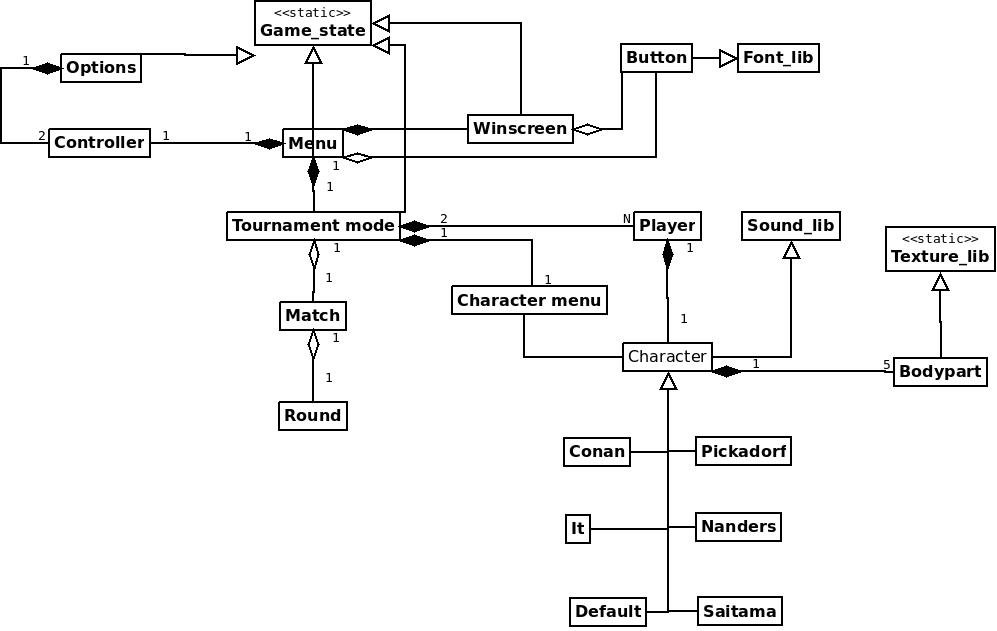 <<static>>
Game_state
1
Options
Button
Font_lib
2
Controller
1
1
Menu
Winscreen
1
1
Tournament mode
2
1
N
Player
1
Sound_lib
<<static>>
Texture_lib
1
1
Match
1
1
Character menu
1
Character
1
5
Bodypart
1
Round
Conan
Pickadorf
It
Nanders
Default
Saitama